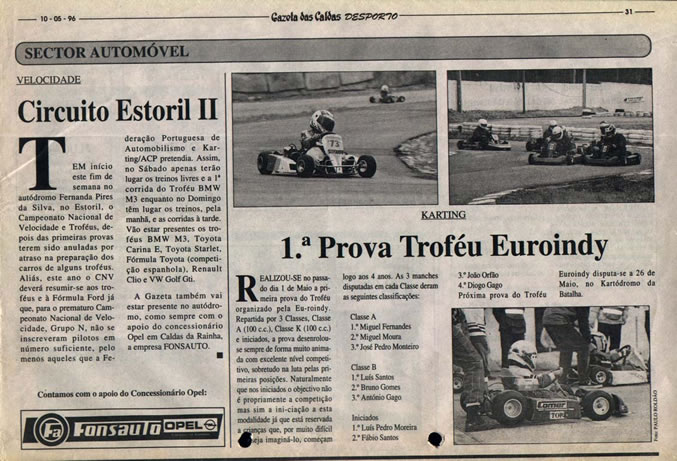 10 - 05 - 96
Gazeta das Caldas DESPORTO
31
SECTOR AUTOMÓVEL
VELOCIDADE
Circuito Estoril II
TEM início
este fim de
semana no
autódromo Fernanda Pires
da Silva, no Estoril, o
Campeonato Nacional de
Velocidade e Troféus, de-
pois das primeiras provas
terem sido anuladas por
atraso na preparação dos
carros de alguns troféus.
Aliás, este ano o CNV
deverá resumir-se aos tro-
féus e à Fórmula Ford já
que, para o prematuro Cam-
peonato Nacional de Velo-
cidade, Grupo N, não se
inscreveram pilotos em
número suficiente, pelo
menos aqueles que a Fe-
deração Portuguesa de
Automobilismo e Kar-
ting/ACP pretendia. Assim,
no Sábado apenas terão
lugar os treinos livres e a 1ª
corrida do Troféu BMW
M3 enquanto no Domingo
têm lugar os treinos, pela
manhã, e as corridas à tarde.
Vão estar presentes os tro-
féus BMW M3, Toyota
Carina E, Toyota Starlet,
Fórmula Toyota (competi-
ção espanhola), Renault
Clio e VW Golf Gti.
A Gazeta também vai
estar presente no autódro-
mo, como sempre com o
apoio do concessionário
Opel em Caldas da Rainha,
a empresa FONSAUTO.
Contamos com o apoio do Concessionário Opel:
Fa Fonsauto OPEL
73
KARTING
1.ª Prova Troféu Euroindy
REALIZOU-SE no passa-
do dia 1 de Maio a pri-
meira prova do Troféu
organizado pela Eu-roindy.
Repartida por 3 Classes, Classe
A (100 c.c.), Classe K (100 c.c.)
e iniciados, a prova desenrolou-
se sempre de forma muito anima-
da com excelente nível competi-
tivo, sobretudo na luta pelas pri-
meiras posições. Naturalmente
que nos iniciados o objectivo não
é propriamente a competição
mas sim a ini-ciação a esta
modalidade já que está reservada
a crianças que, por muito difícil
seja imaginá-lo, começam
logo aos 4 anos. As 3 manches
disputadas em cada Classe deram
as seguintes classificações:
Classe A
1.º Miguel Fernandes
2.º Miguel Moura
3.º José Pedro Monteiro
Classe B
1.º Luís Santos
2.º Bruno Gomes
3.º António Gago
Iniciados
1.º Luís Pedro Moreira
2.º Fábio Santos
3.ª João Orfão
4.º Diogo Gago
Próxima prova do Troféu
Euroindy disputa-se a 26 de
Maio, no Kartódromo da
Batalha.
Comer
TOP
Foto: PAULO ROLDÃO